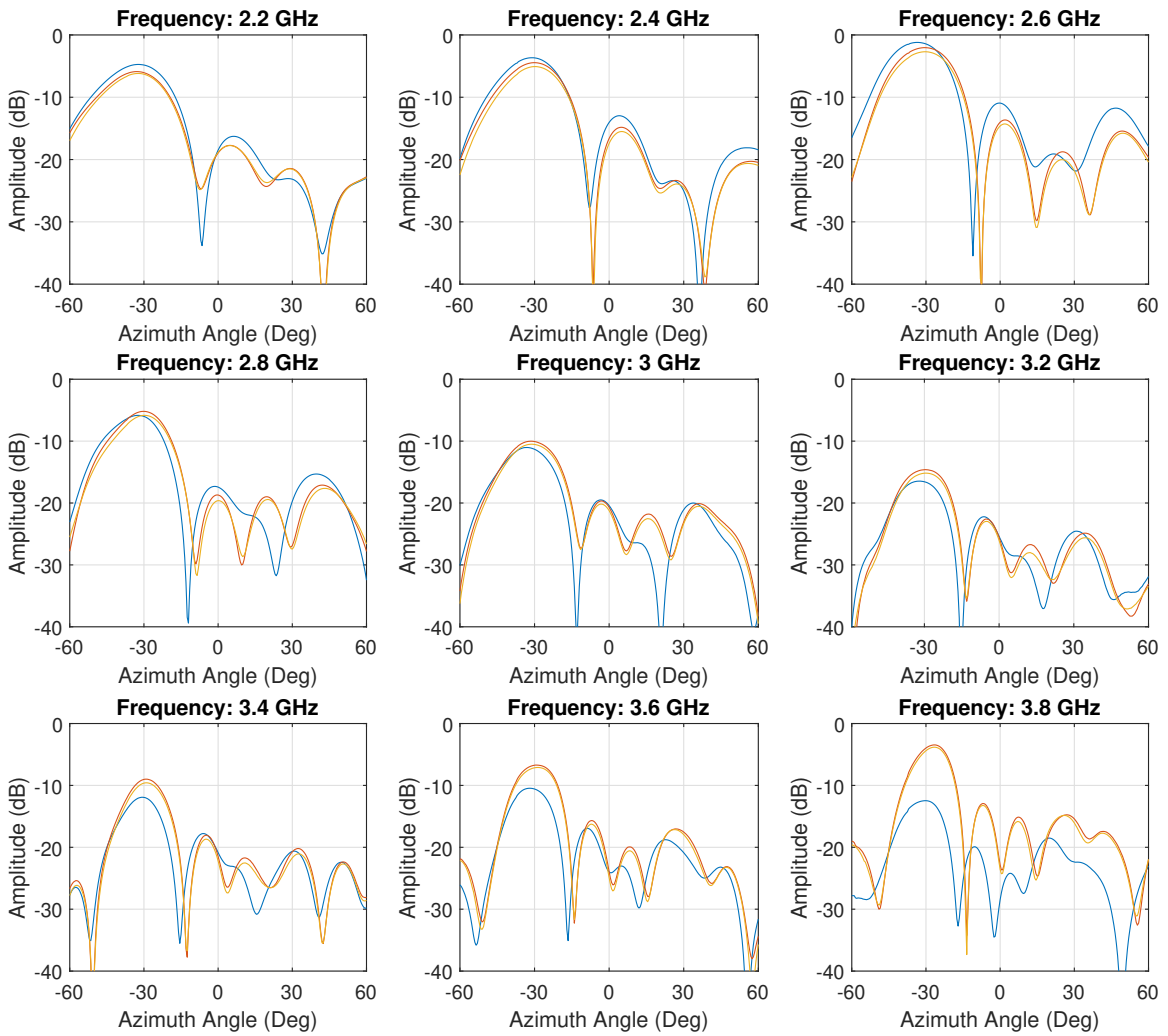 Frequency: 2.2 GHz
Frequency: 2.4 GHz
Frequency: 2.6 GHz
0
-10
-20
-30
-40
Amplitude (dB)
-60 -30 0 30 60
Azimuth Angle (Deg)
0
-10
-20
-30
-40
Amplitude (dB)
-60 -30 0 30 60
Azimuth Angle (Deg)
0
-10
-20
-30
-40
Amplitude (dB)
-60 -30 0 30 60
Azimuth Angle (Deg)
Frequency: 2.8 GHz
Frequency: 3 GHz
Frequency: 3.2 GHz
0
-10
-20
-30
-40
Amplitude (dB)
-60 -30 0 30 60
Azimuth Angle (Deg)
0
-10
-20
-30
-40
Amplitude (dB)
-60 -30 0 30 60
Azimuth Angle (Deg)
0
-10
-20
-30
-40
Amplitude (dB)
-60 -30 0 30 60
Azimuth Angle (Deg)
Frequency: 3.4 GHz
Frequency: 3.6 GHz
Frequency: 3.8 GHz
0
-10
-20
-30
-40
Amplitude (dB)
-60 -30 0 30 60
Azimuth Angle (Deg)
0
-10
-20
-30
-40
Amplitude (dB)
-60 -30 0 30 60
Azimuth Angle (Deg)
0
-10
-20
-30
-40
Amplitude (dB)
-60 -30 0 30 60
Azimuth Angle (Deg)